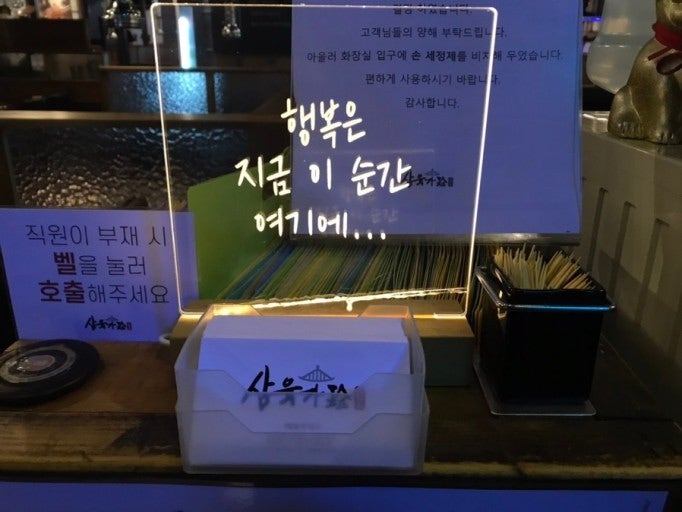 고객님들의 양해 부탁드립니다.
아울러 화장실 입구에 손 세정제를 비치해 두었습니다.
편하게 사용하시기 바랍니다.
감사합니다.
행복은
지금 이 순간
여기에...
직원이 부재 시
벨을 눌러
호출해주세요